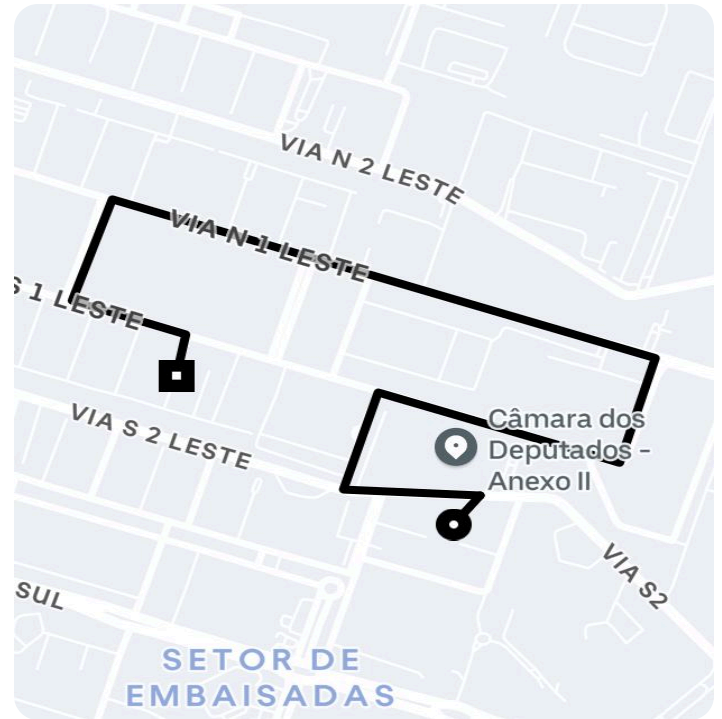 VIA N 2 LESTE
VIA N 1 LESTE
S 1 LESTE
Câmara dos
Deputados -
Anexo II
VIA S 2 LESTE
VIA S2
SUL
SETOR DE
EMBAISADAS